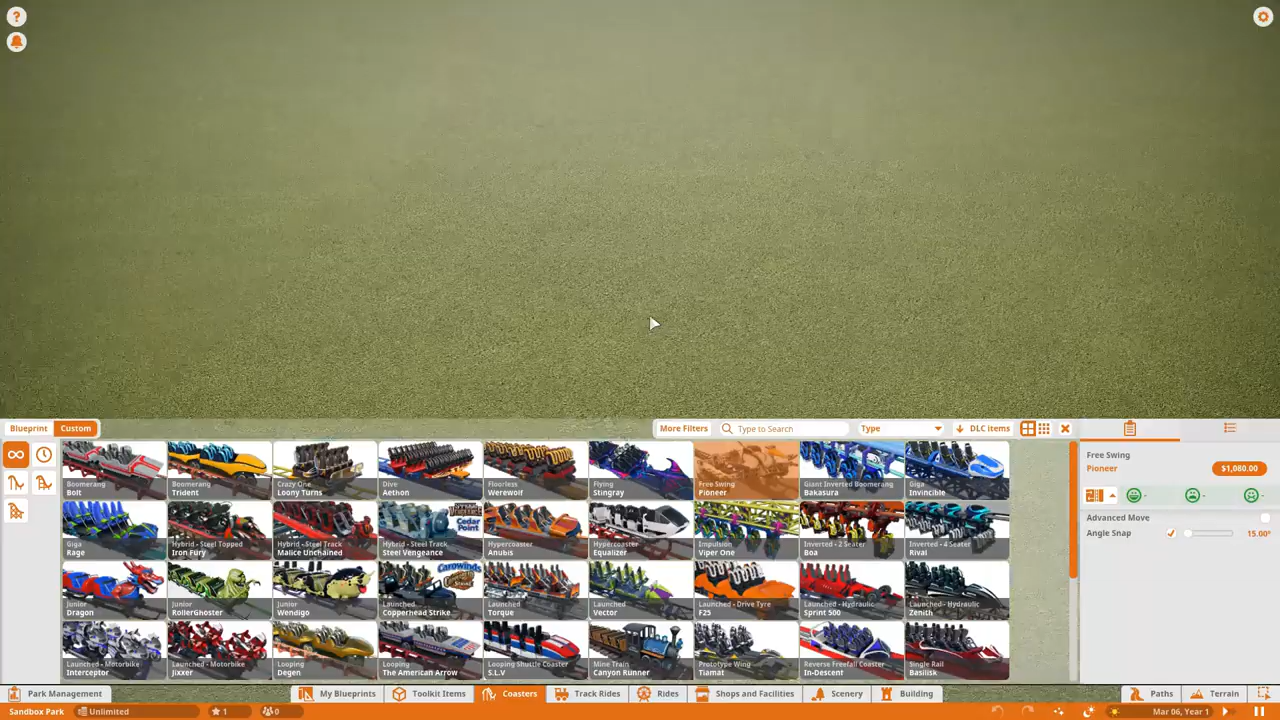 ?
Blueprint
Custom
More Filters
Type to Search
Type
DLC items
Boomerang
Bolt
Boomerang
Trident
Crazy One
Loony Turns
Dive
Aethon
Floorless
Werewolf
Flying
Stingray
Free Swing
Pioneer
Giant Inverted Boomerang
Bakasura
Giga
Invincible
Giga
Rage
Hybrid - Steel Topped
Iron Fury
Hybrid - Steel Track
Malice Unchained
Cedar Point
Hybrid - Steel Track
Steel Vengeance
Hypercoaster
Anubis
Hypercoaster
Equalizer
Impulsion
Viper One
Inverted - 2 Seater
Boa
Inverted - 4 Seater
Rival
Junior
Dragon
Junior
RollerGhoster
Junior
Wendigo
Carowinds
Launched
Copperhead Strike
Launched
Torque
Launched
Vector
Launched - Drive Tyre
F25
Launched - Hydraulic
Sprint 500
Launched - Hydraulic
Zenith
Launched - Motorbike
Interceptor
Launched - Motorbike
Jixxer
Looping
Degen
Looping
The American Arrow
Looping Shuttle Coaster
S.L.V
Mine Train
Canyon Runner
Prototype Wing
Tiamat
Reverse Freefall Coaster
In-Descent
Single Rail
Basilisk
Free Swing
Pioneer
$1,080.00
- - -
Advanced Move
Angle Snap
15.00°
Park Management
My Blueprints
Toolkit Items
Coasters
Track Rides
Rides
Shops and Facilities
Scenery
Building
Paths
Terrain
Sandbox Park
Unlimited
1
0
Mar 06, Year 1